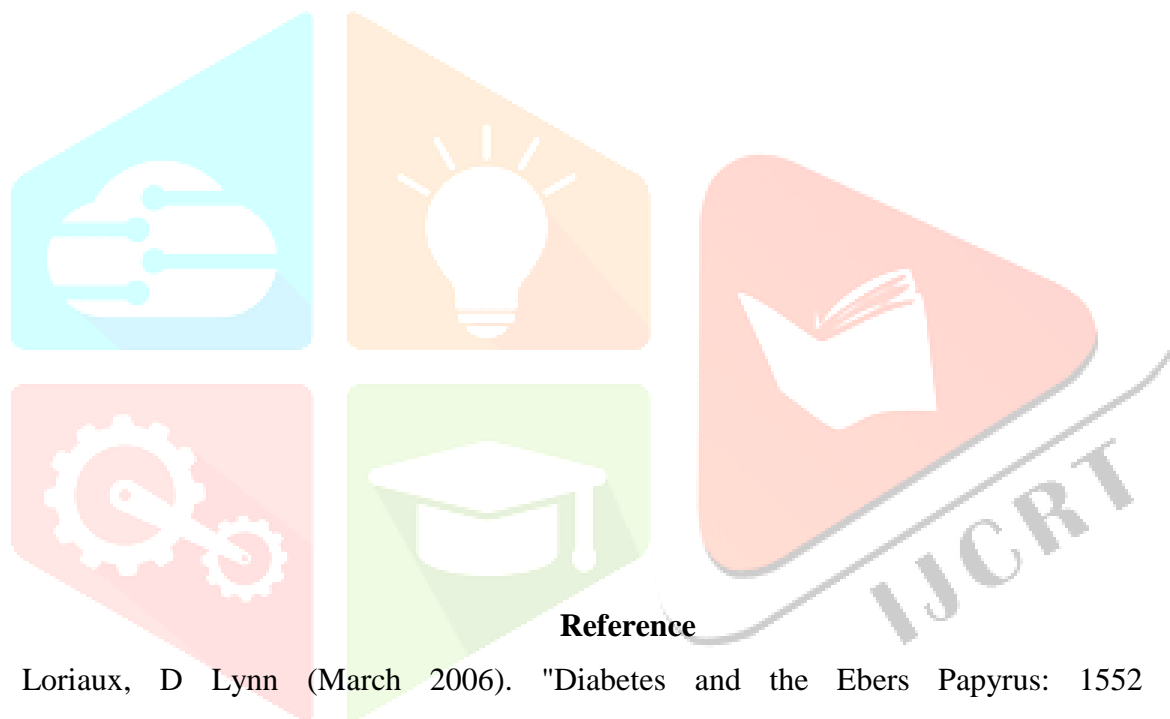 IJCRT
Reference
Loriaux, D Lynn (March 2006). "Diabetes and the Ebers Papyrus: 1552